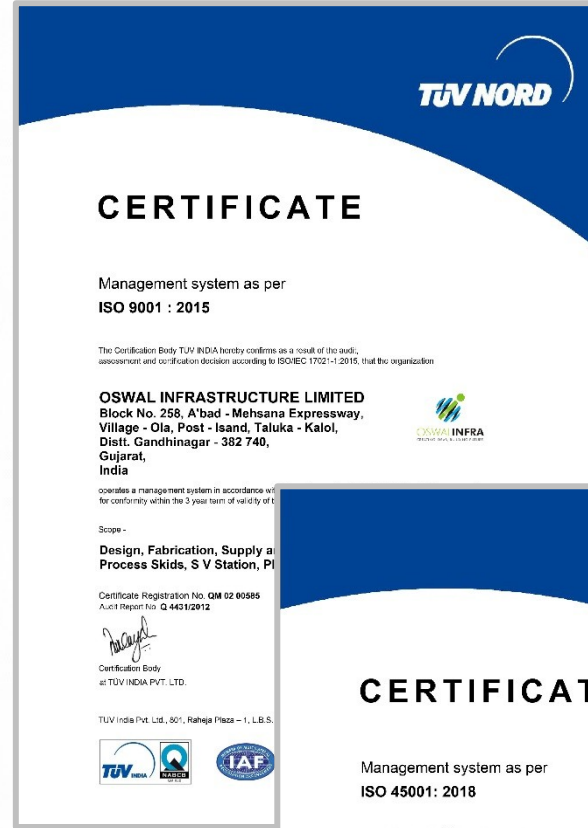 TÜV NORD
CERTIFICATE
Management system as per
ISO 9001 : 2015
The Certification Body TÜV INDIA hereby confirms as a result of the audit,
assessment and certification decision according to ISO/IEC 17021-1:2015, that the organization
OSWAL INFRASTRUCTURE LIMITED
Block No. 258, A'bad - Mehsana Expressway,
Village - Ola, Post - Isand, Taluka - Kalol,
Distt. Gandhinagar - 382 740,
Gujarat,
India
OSWAL INFRA
operates a management system in accordance wi
for conformity within the 3 year term of validity of t
Scope -
Design, Fabrication, Supply a
Process Skids, S V Station, Pl
Certificate Registration No. QM 02 00585
Audit Report No. Q 4431/2012
Certification Body
at TÜV INDIA PVT. LTD.
TÜV India Pvt. Ltd., 801, Raheja Plaza – 1, L.B.S.
TÜV INDIA
NABCB
IAF
CERTIFICAT
Management system as per
ISO 45001: 2018